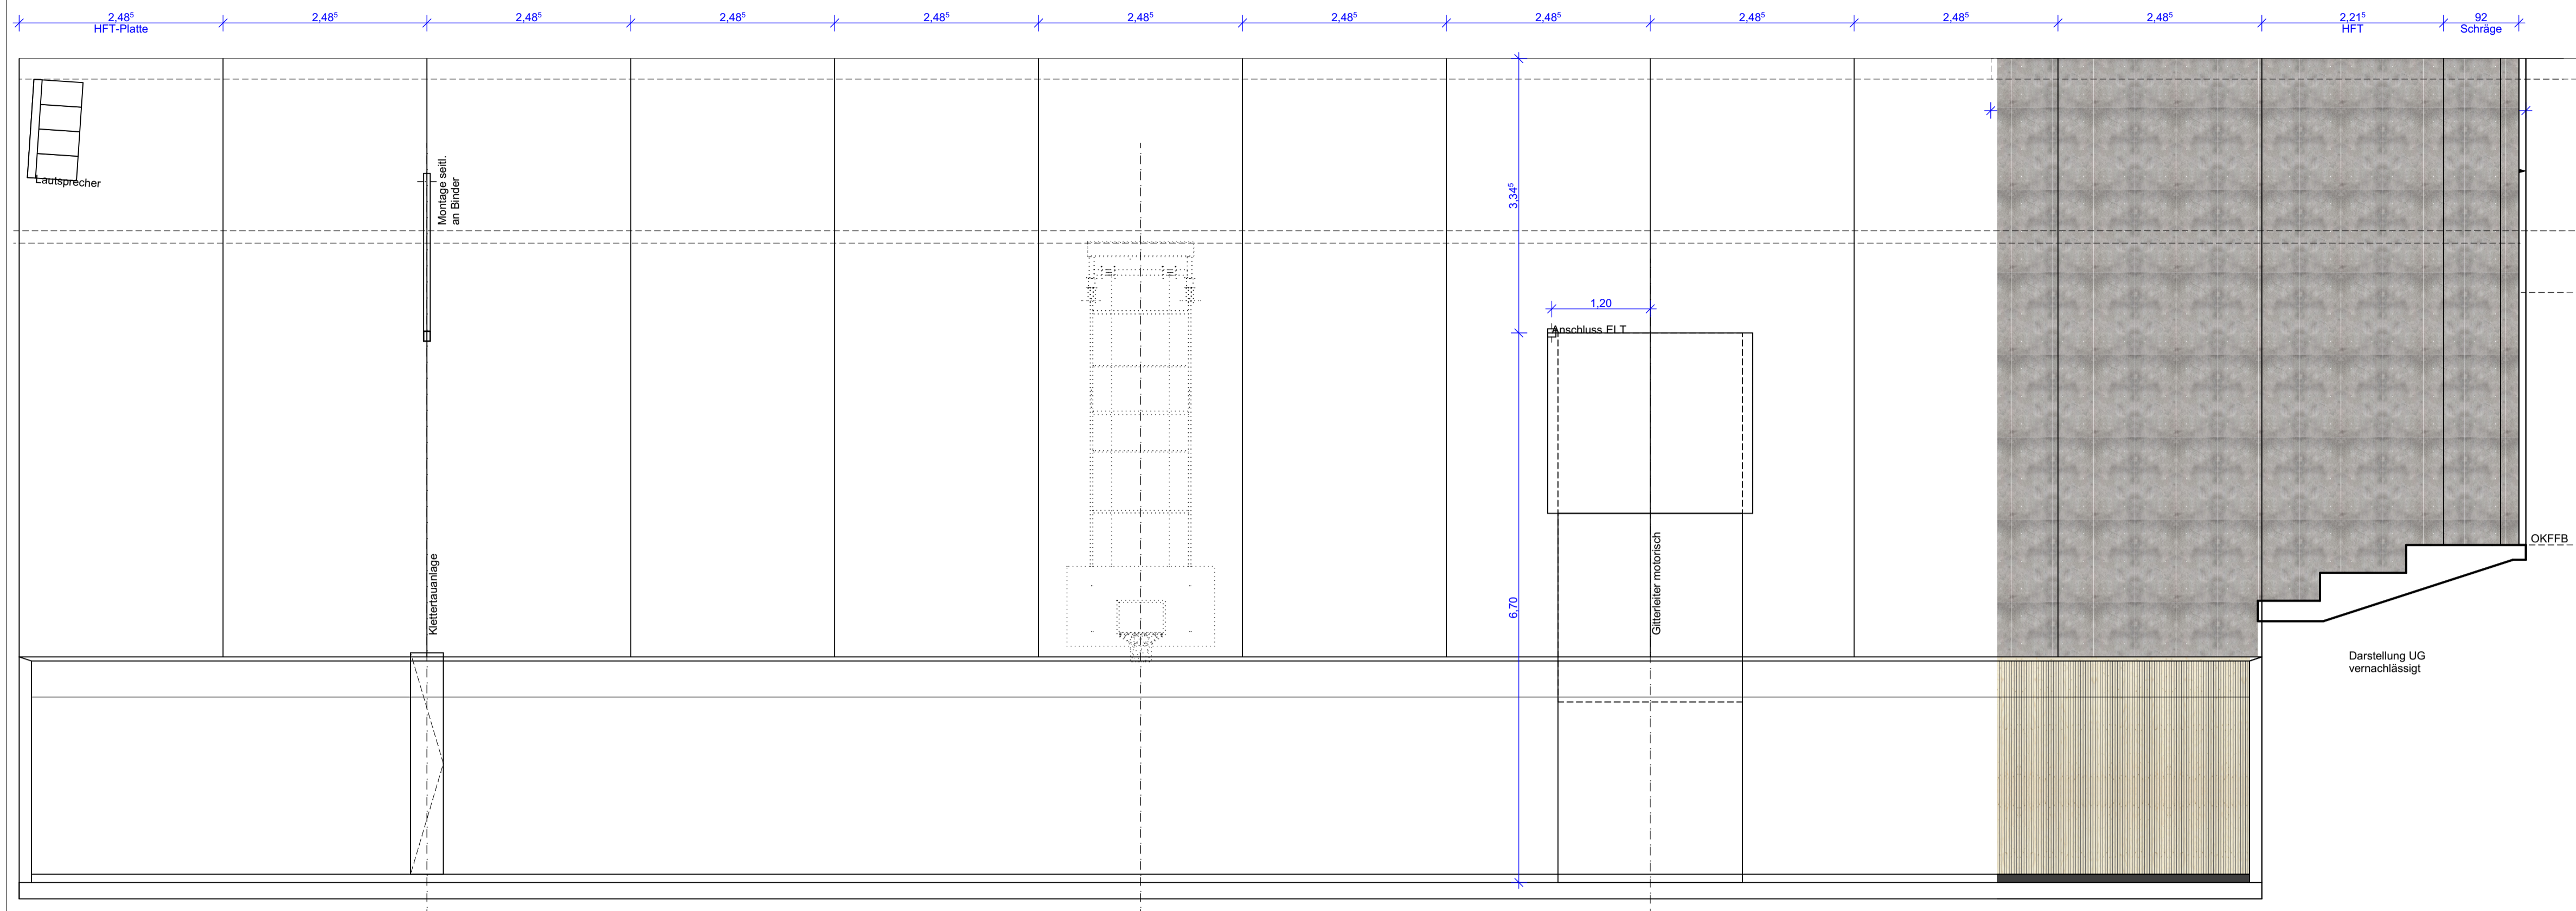 2,48⁵ 2,48⁵ 2,48⁵ 2,48⁵ 2,48⁵ 2,48⁵ 2,48⁵ 2,48⁵ 2,48⁵ 2,48⁵ 2,48⁵ 2,21⁵ 92
HFT-Platte HFT Schräge
Lautsprecher
Montage seitl.
an Binder
3,34⁵
1,20
Anschluss ELT
Klettertauanlage
Gitterleiter motorisch
6,70
OKFFB
Darstellung UG
vernachlässigt